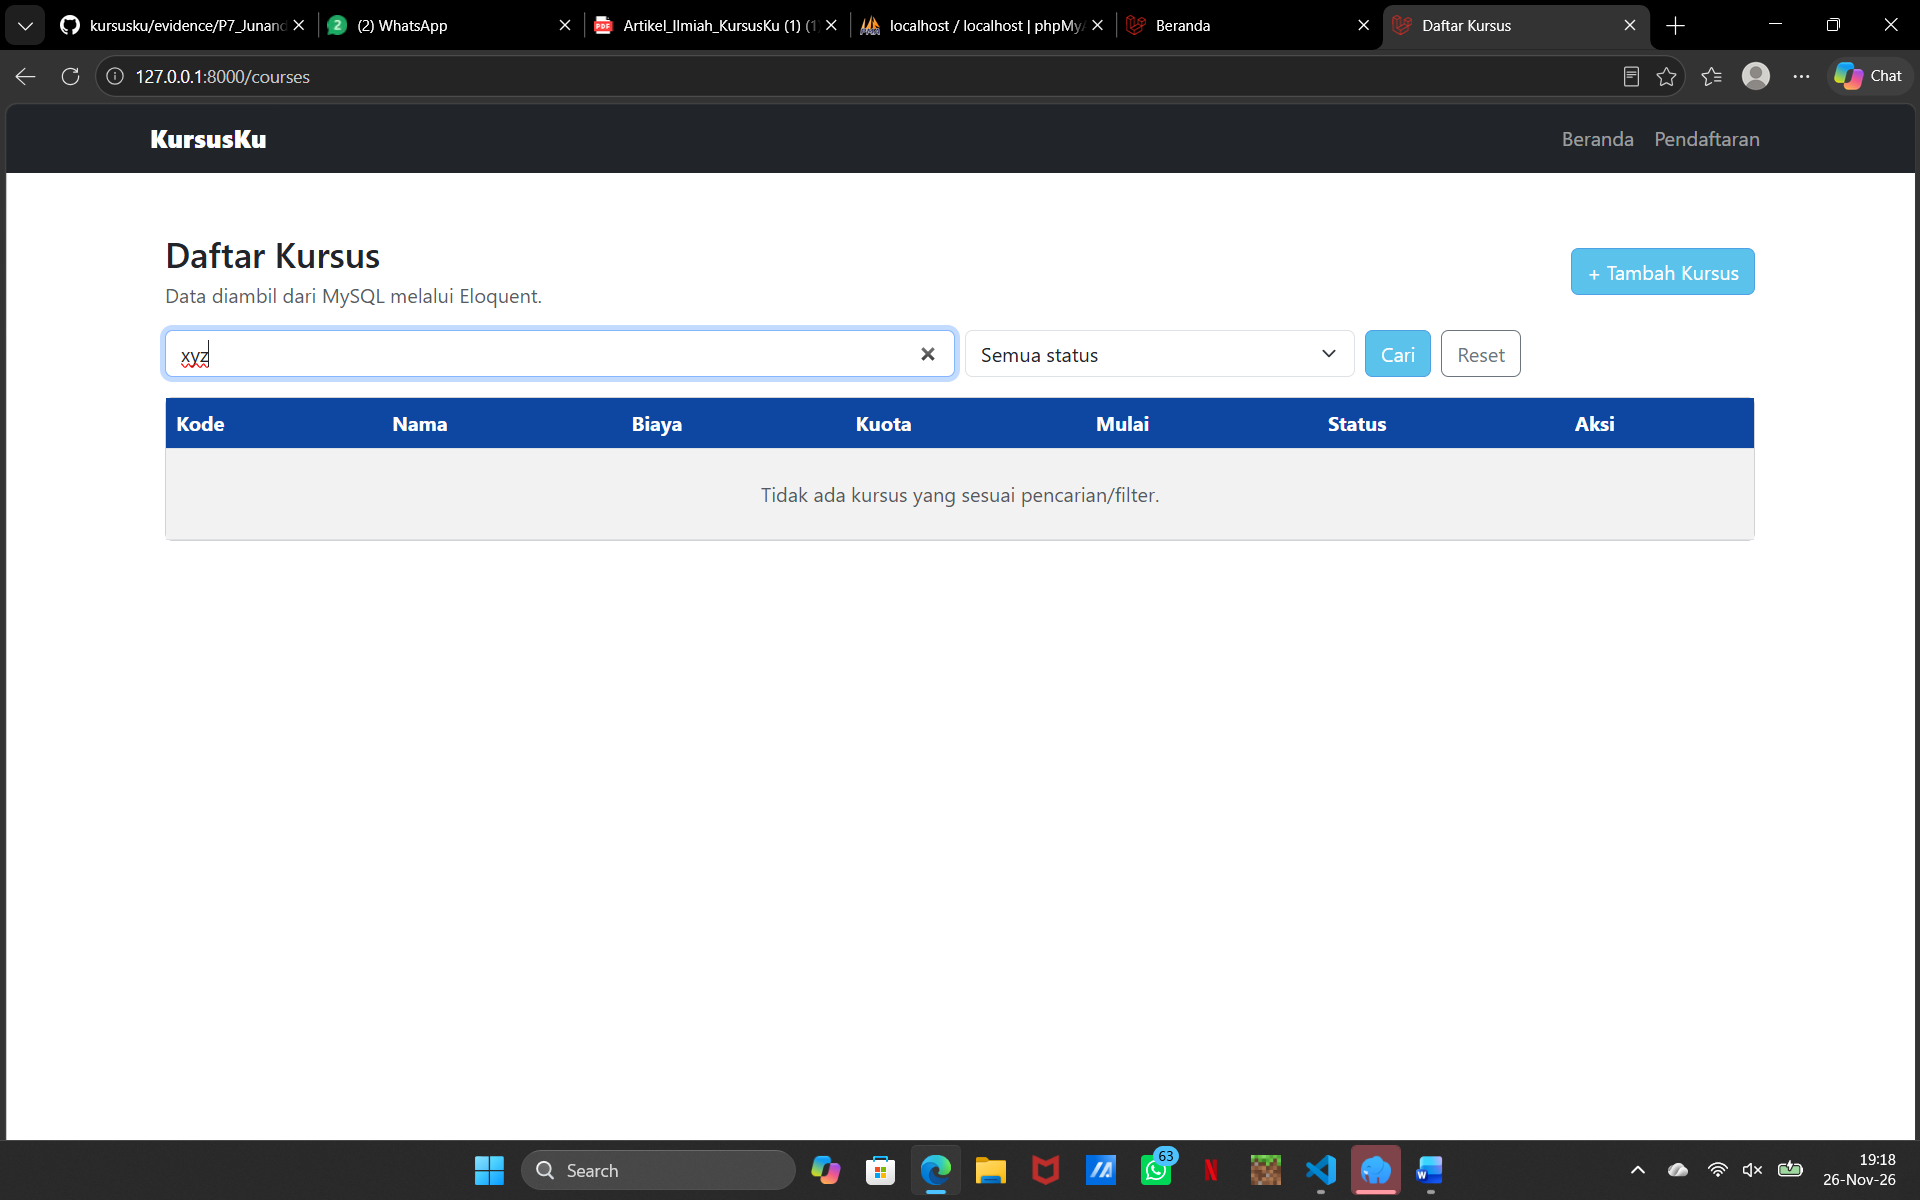 kursusku/evidence/P7_Junand
(2) WhatsApp
Artikel_Ilmiah_KursusKu (1) (1
localhost / localhost | phpMyA
Beranda
Daftar Kursus
127.0.0.1:8000/courses
Chat
KursusKu
Beranda
Pendaftaran
Daftar Kursus
Data diambil dari MySQL melalui Eloquent.
+ Tambah Kursus
xyz
Semua status
Cari
Reset
Kode Nama Biaya Kuota Mulai Status Aksi
Tidak ada kursus yang sesuai pencarian/filter.
Search
63
19:18
26-Nov-26